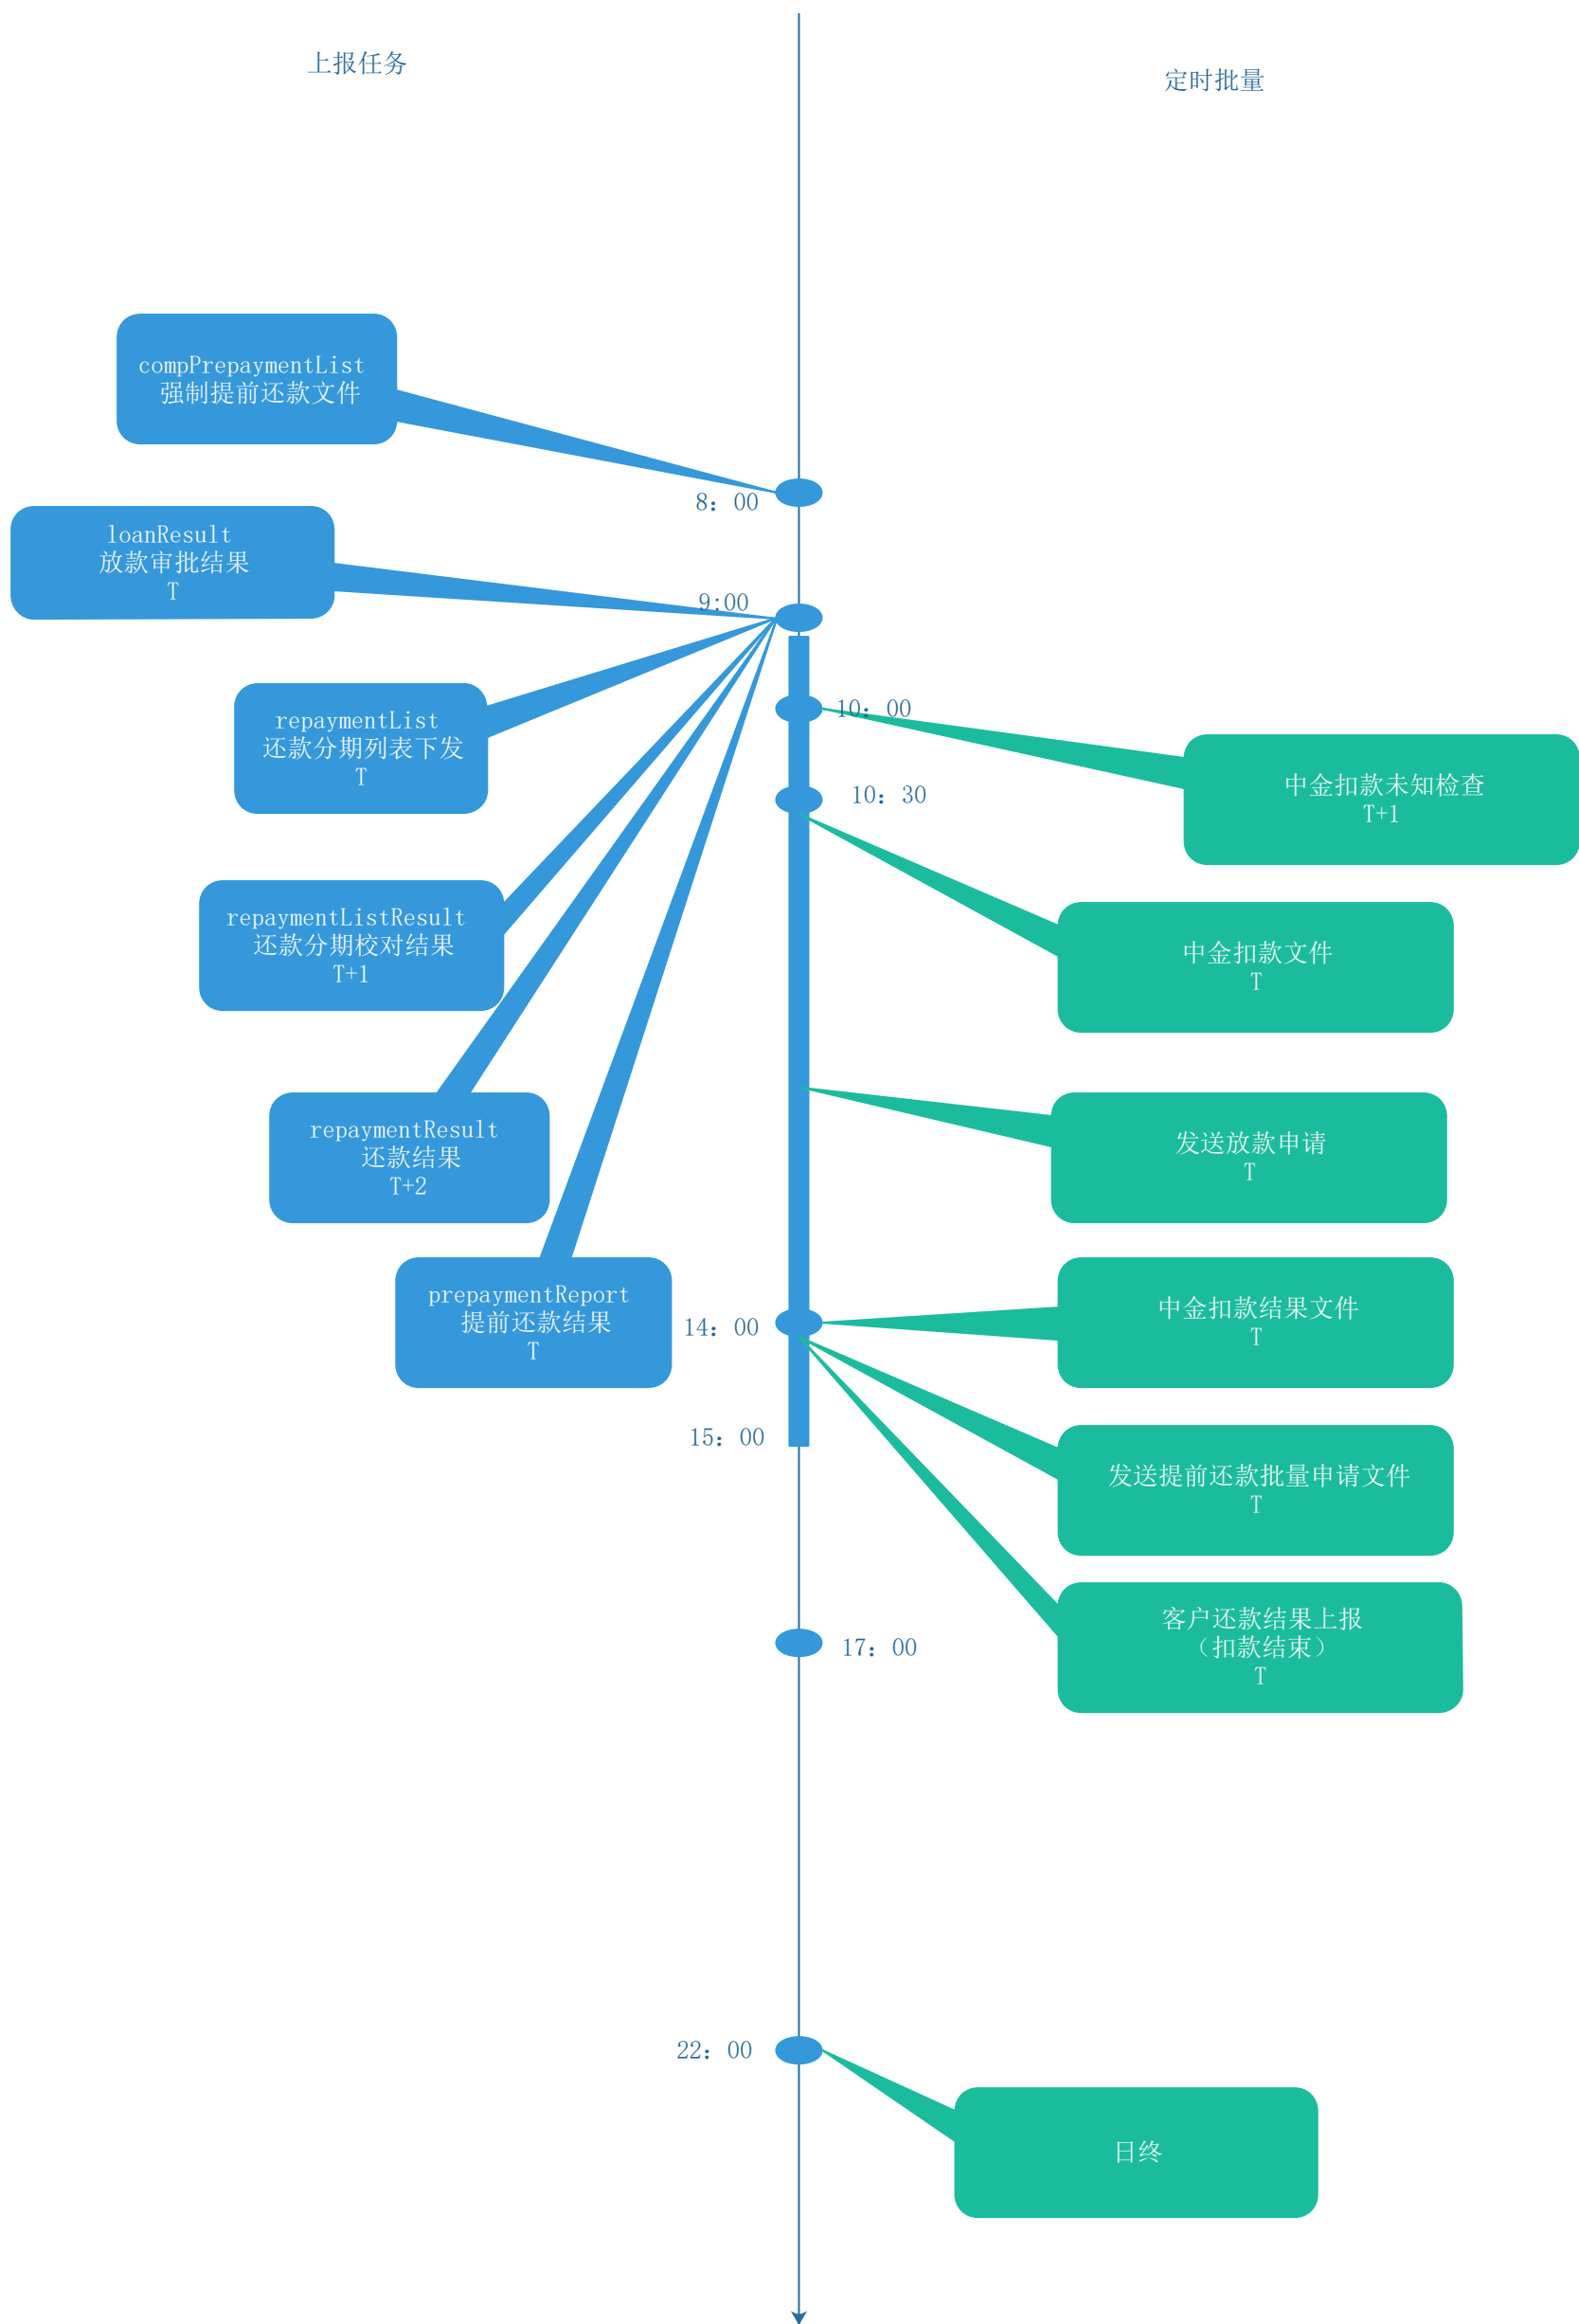 上报任务
定时批量
compPrepaymentList
强制提前还款文件
8：00
loanResult
放款审批结果
T
9:00
repaymentList
还款分期列表下发
T
10：00
中金扣款未知检查
T+1
10：30
repaymentListResult
还款分期校对结果
T+1
中金扣款文件
T
repaymentResult
还款结果
T+2
发送放款申请
T
prepaymentReport
提前还款结果
T
14：00
中金扣款结果文件
T
15：00
发送提前还款批量申请文件
T
17：00
客户还款结果上报
（扣款结束）
T
22：00
日终